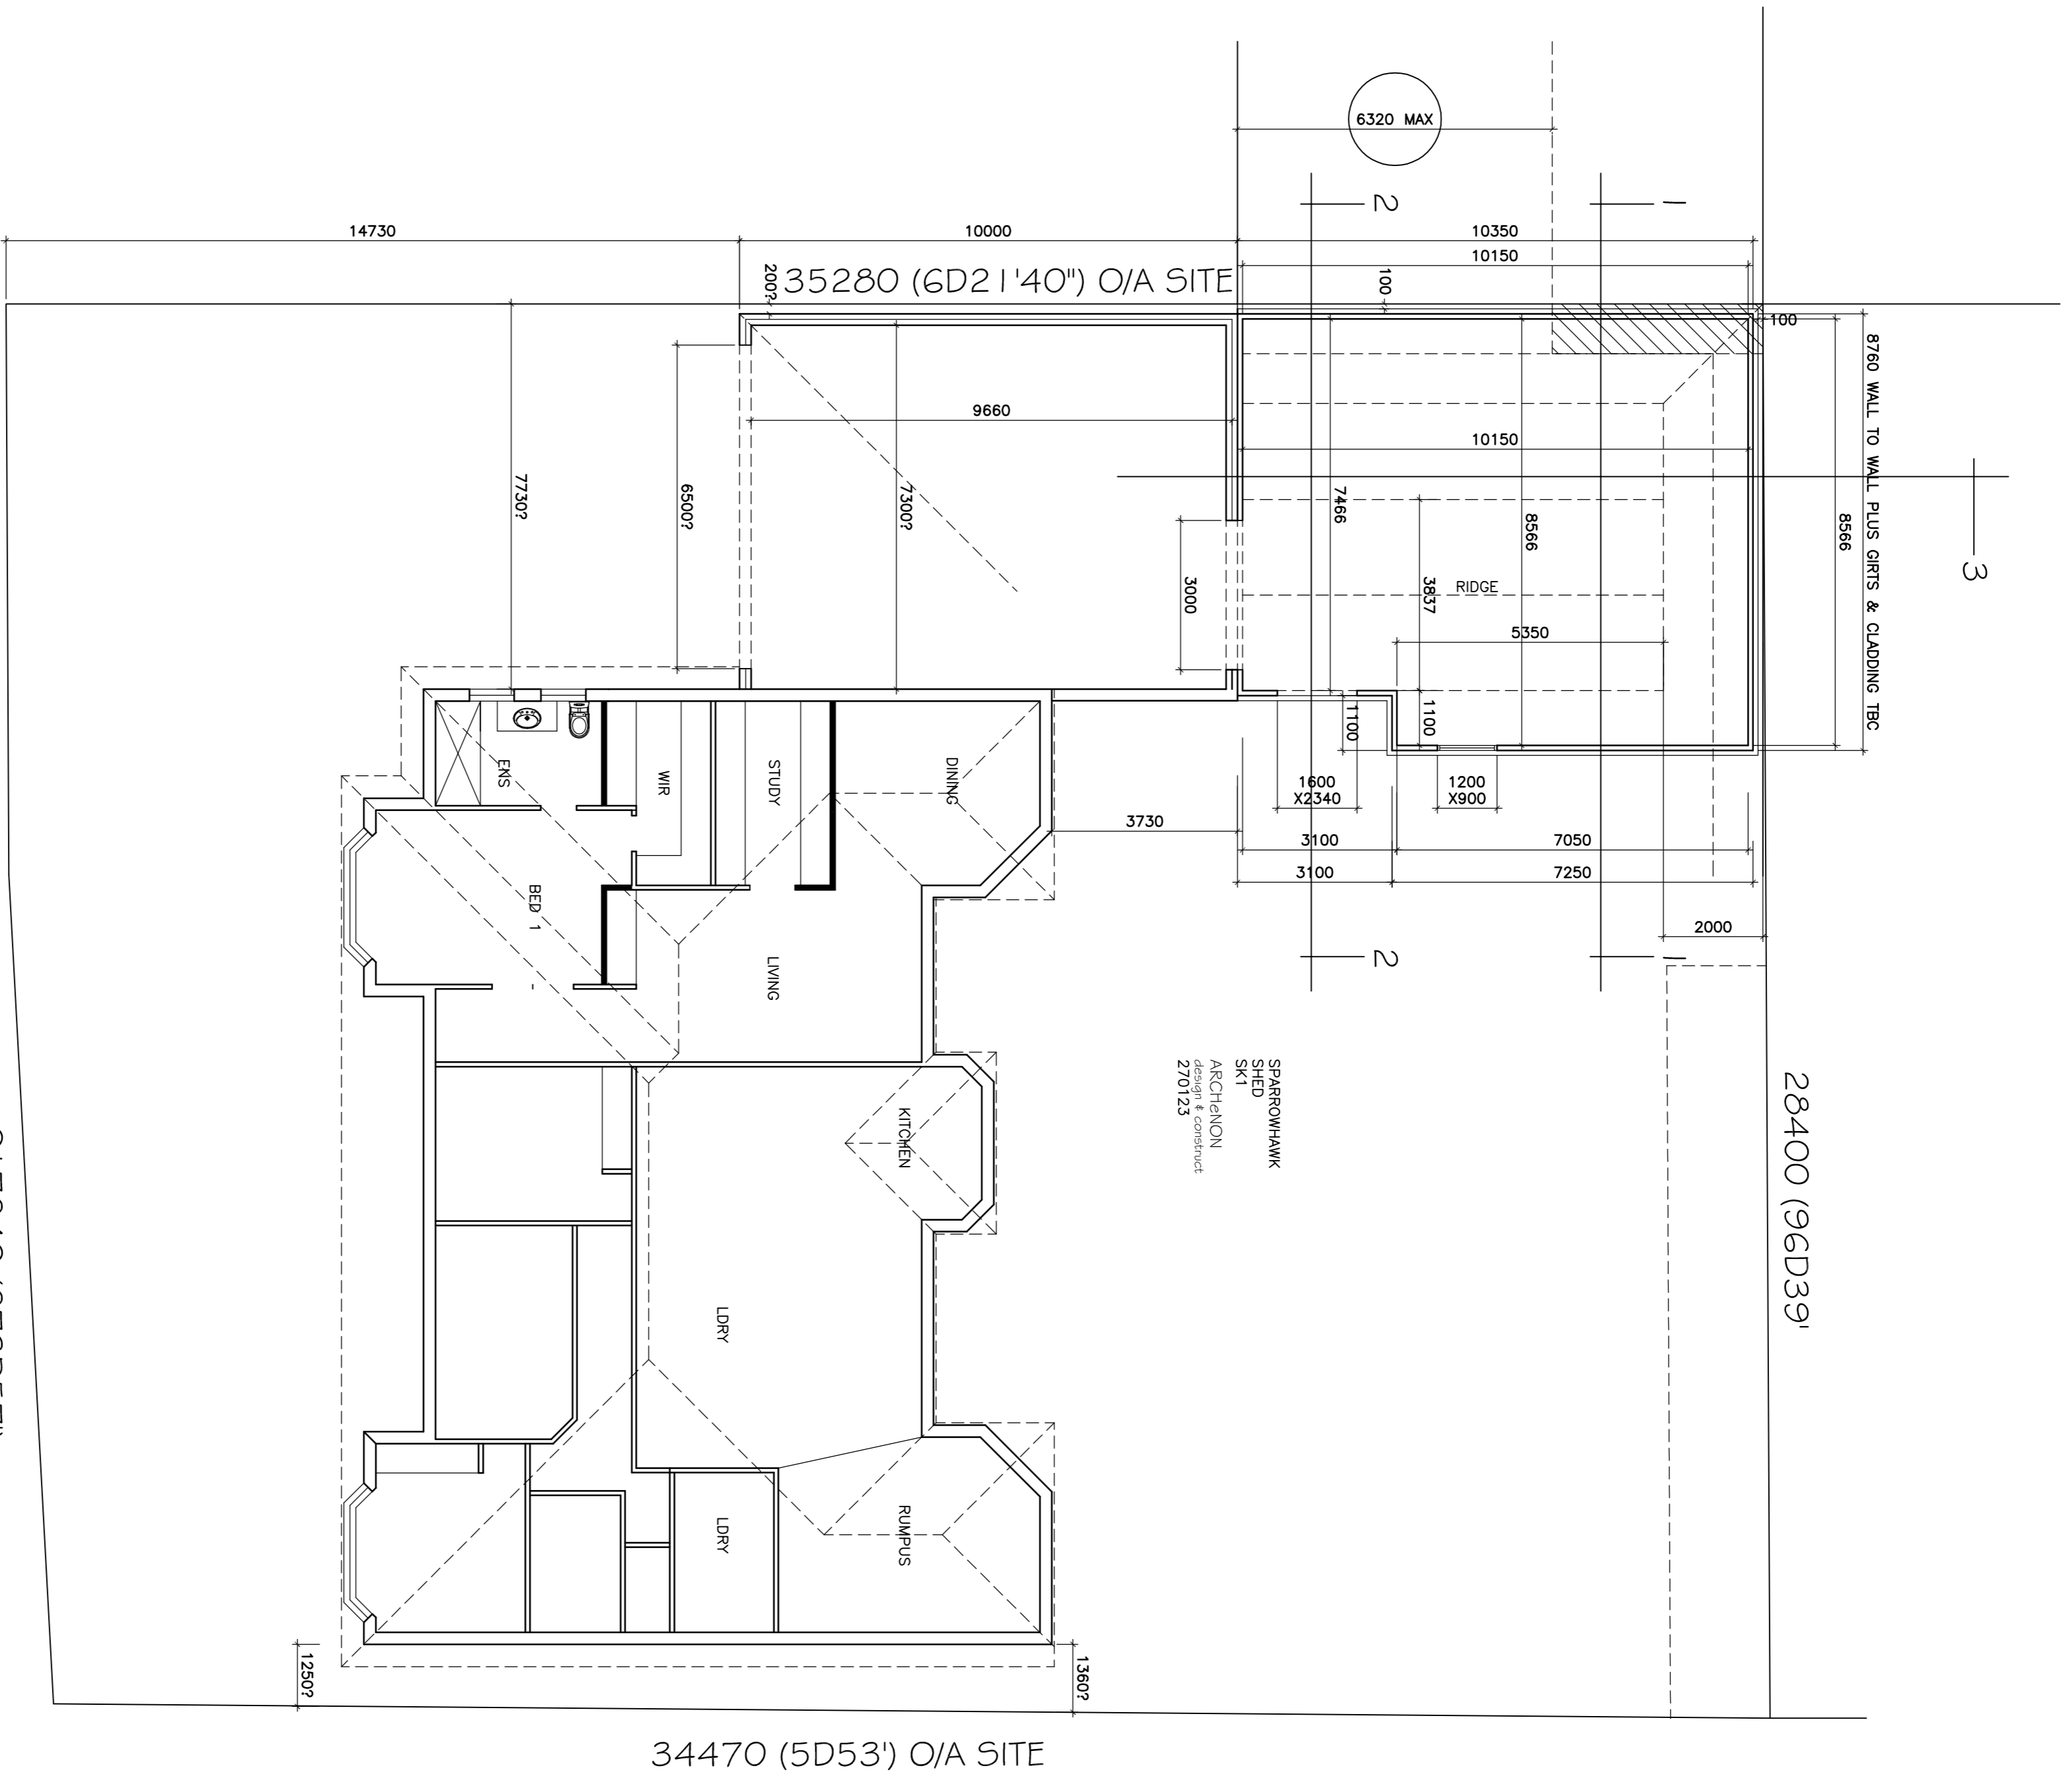 6320 MAX
2
1
14730
10000
10350
10150
200?
35280 (6D21'40") O/A SITE
100
100
8760 WALL TO WALL PLUS GIRTS & CLADDING TBC
9660
10150
7730?
6500?
7300?
7466
8566
8566
3
3000
3837
RIDGE
5350
1100
1100
ENS
WIR
STUDY
DINING
1600
X2340
1200
X900
3730
3100
7050
3100
7250
BED 1
LIVING
2000
2
1
SPARROWHAWK
SHED
SK1
ARCHeNON
design & construct
270123
28400 (96D39'
KITCHEN
LDRY
LDRY
RUMPUS
1250?
1360?
34470 (5D53') O/A SITE